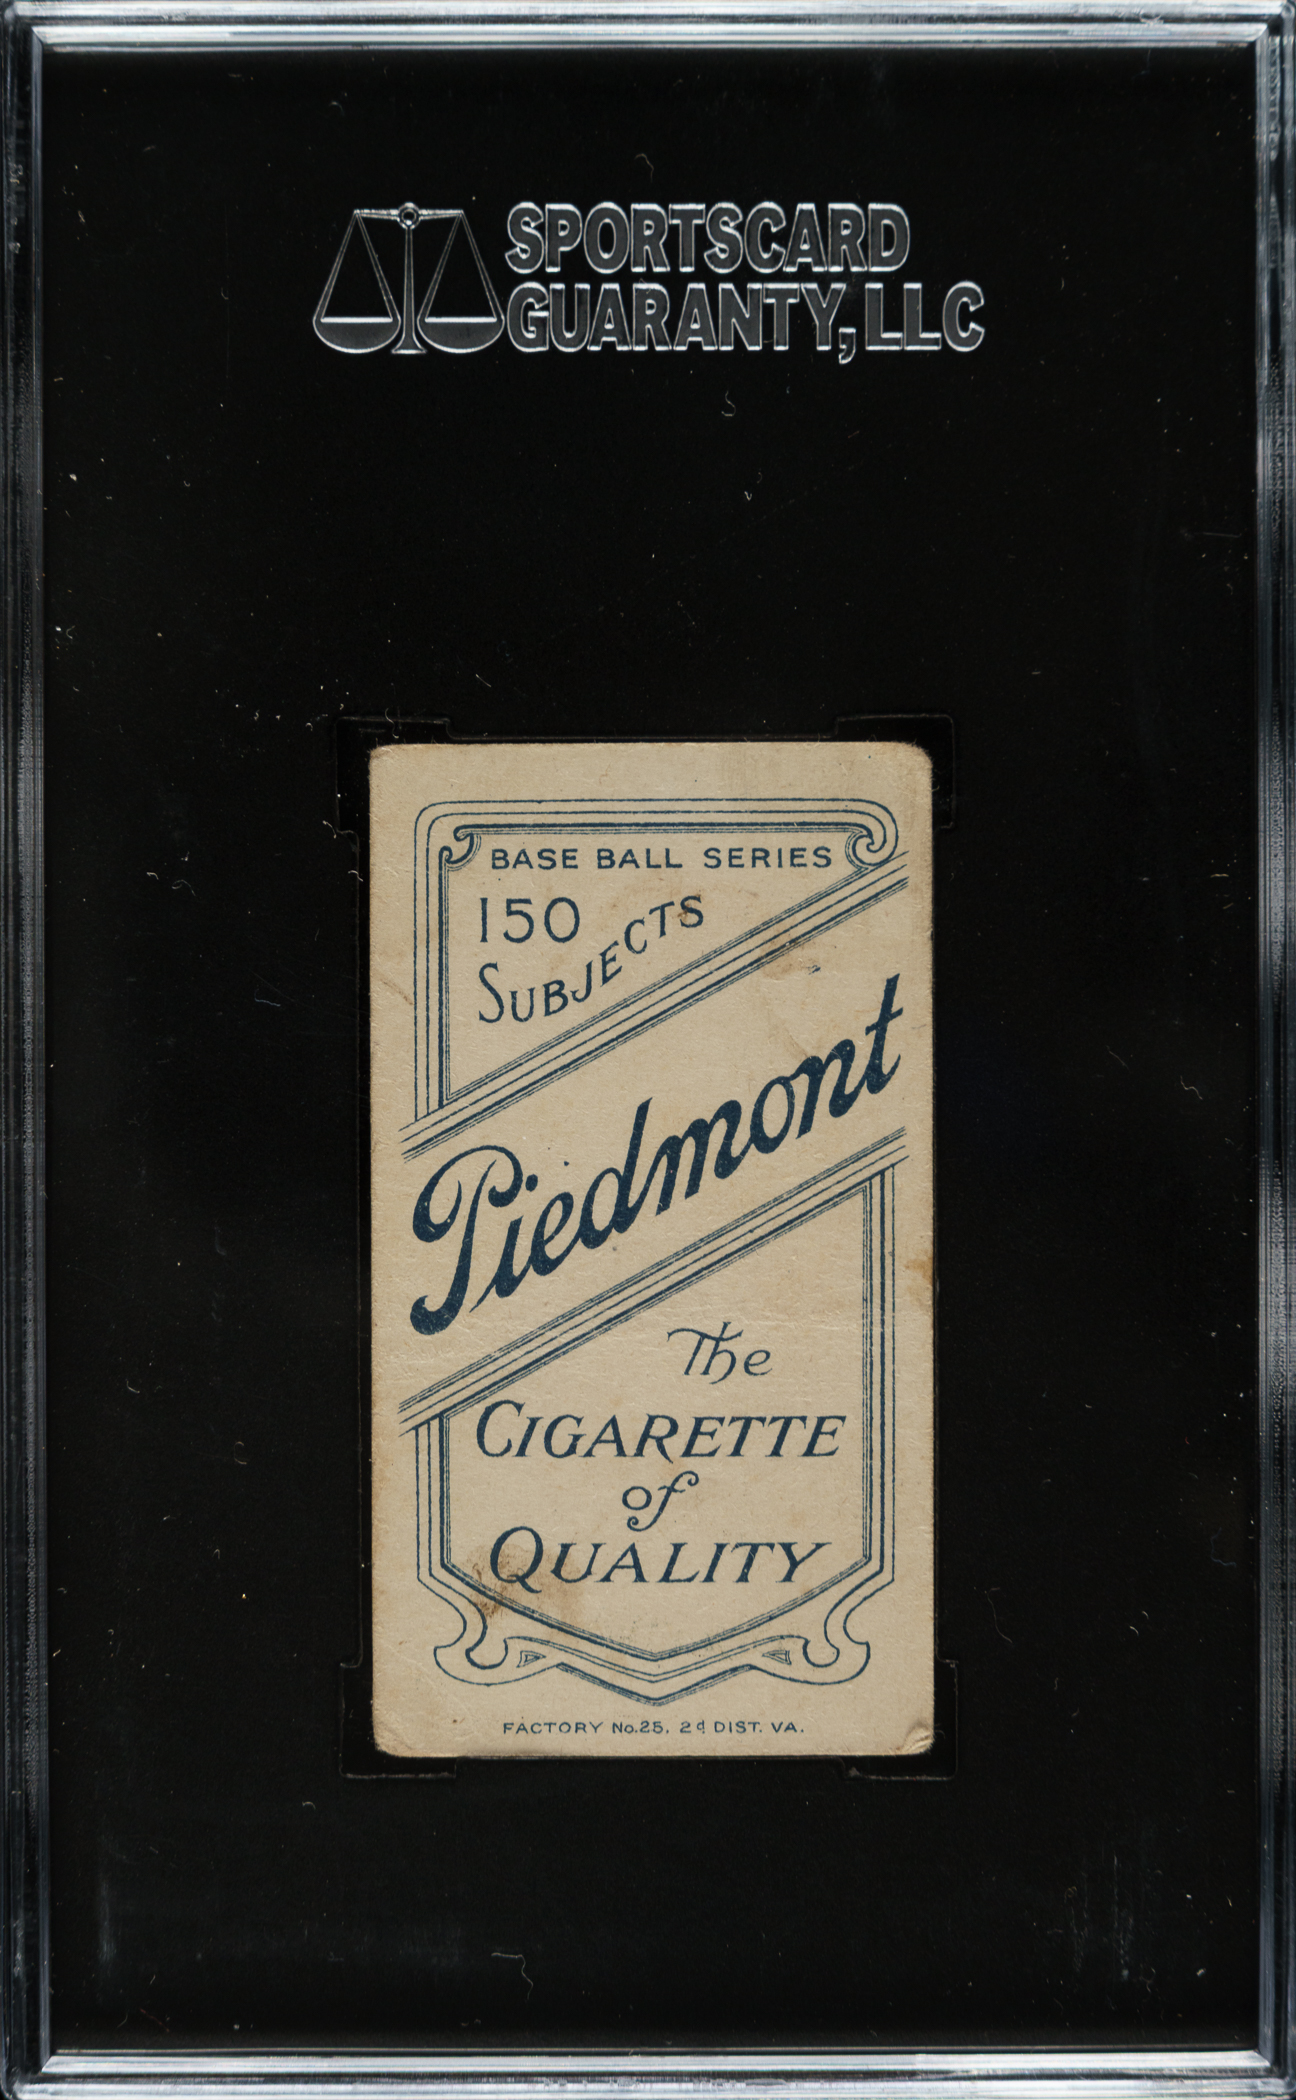 SPORTSCARD
GUARANTY, LLC
BASE BALL SERIES
150
SUBJECTS
Piedmont
The
CIGARETTE
of
QUALITY
FACTORY No.25, 2d DIST. VA.